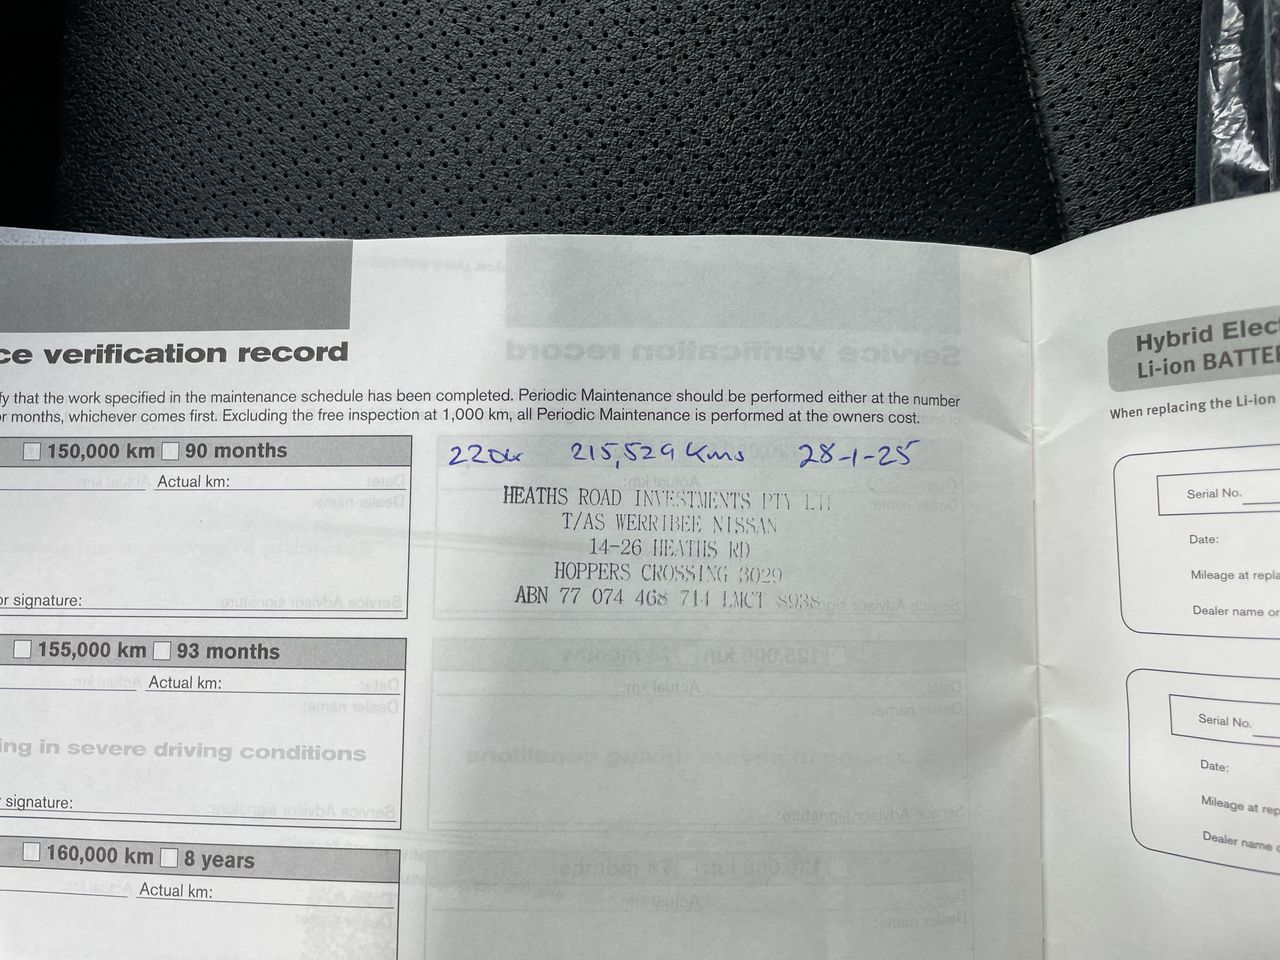 ce verification record
fy that the work specified in the maintenance schedule has been completed. Periodic Maintenance should be performed either at the number
or months, whichever comes first. Excluding the free inspection at 1,000 km, all Periodic Maintenance is performed at the owners cost.
150,000 km 90 months
Actual km:
or signature:
155,000 km 93 months
Actual km:
ing in severe driving conditions
signature:
160,000 km 8 years
Actual km:
220k 215,529 Kms 28-1-25
HEATHS ROAD INVESTMENTS PTY LTD
T/AS WERRIBEE NISSAN
14-26 HEATHS RD
HOPPERS CROSSING 3029
ABN 77 074 468 714 LMCT 8938
Hybrid Elec
Li-ion BATTE
When replacing the Li-ion
Serial No.
Date:
Mileage at repla
Dealer name or
Serial No.
Date:
Mileage at rep
Dealer name